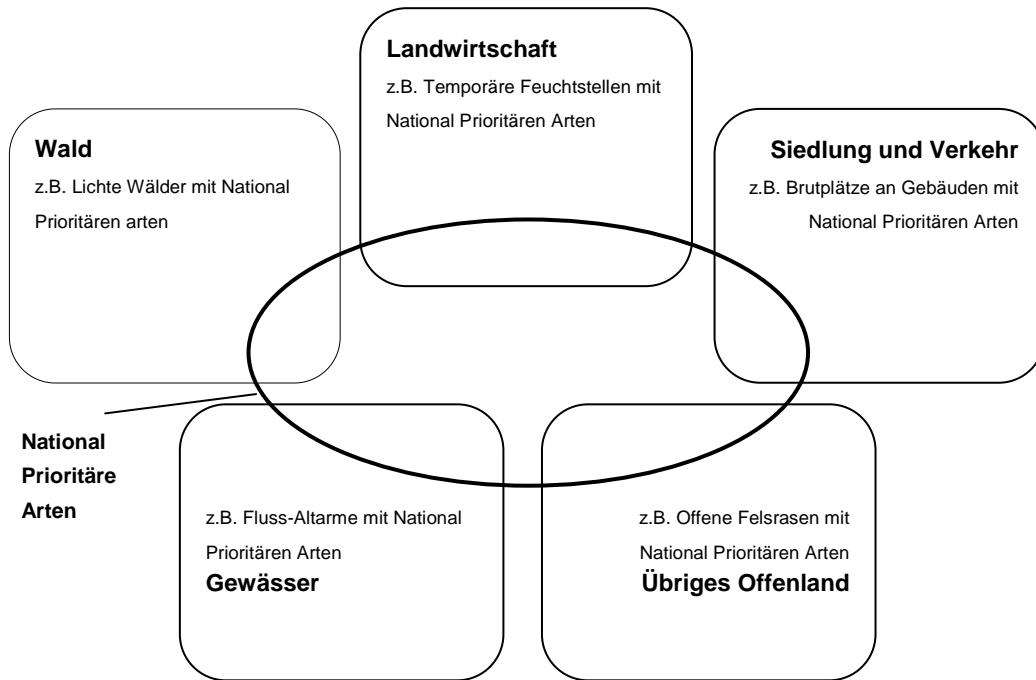 Landwirtschaft
z.B. Temporäre Feuchtstellen mit
National Prioritären Arten
Wald
z.B. Lichte Wälder mit National
Prioritären arten
Siedlung und Verkehr
z.B. Brutplätze an Gebäuden mit
National Prioritären Arten
National
Prioritäre
Arten
z.B. Fluss-Altarme mit National
Prioritären Arten
Gewässer
z.B. Offene Felsrasen mit
National Prioritären Arten
Übriges Offenland